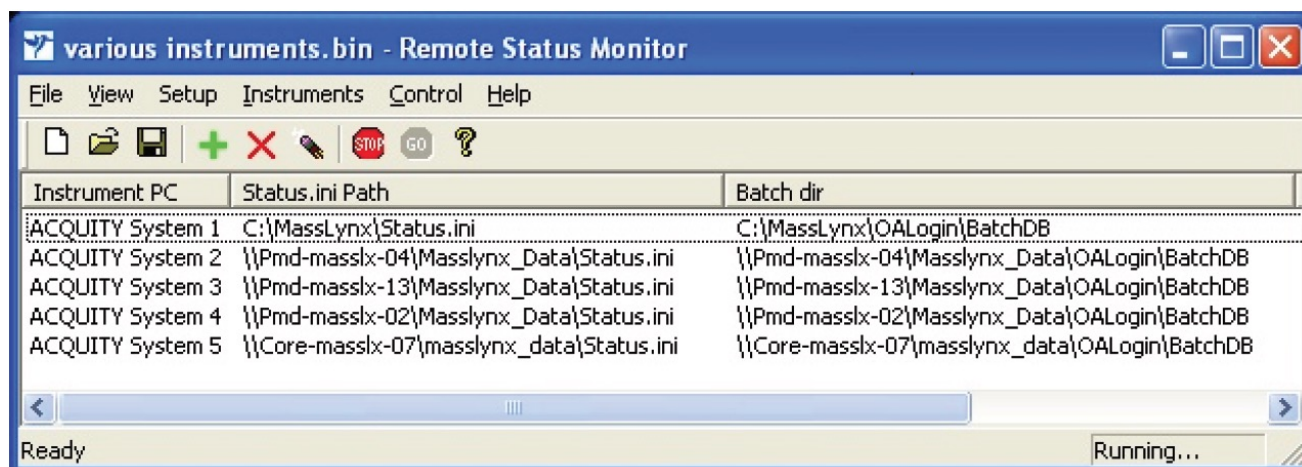 various instruments.bin - Remote Status Monitor
File View Setup Instruments Control Help
STOP GO ?
Instrument PC Status.ini Path Batch dir
ACQUITY System 1 C:\MassLynx\Status.ini C:\MassLynx\OALogin\BatchDB
ACQUITY System 2 \\Pmd-masslx-04\Masslynx_Data\Status.ini \\Pmd-masslx-04\Masslynx_Data\OALogin\BatchDB
ACQUITY System 3 \\Pmd-masslx-13\Masslynx_Data\Status.ini \\Pmd-masslx-13\Masslynx_Data\OALogin\BatchDB
ACQUITY System 4 \\Pmd-masslx-02\Masslynx_Data\Status.ini \\Pmd-masslx-02\Masslynx_Data\OALogin\BatchDB
ACQUITY System 5 \\Core-masslx-07\masslynx_data\Status.ini \\Core-masslx-07\masslynx_data\OALogin\BatchDB
Ready Running...